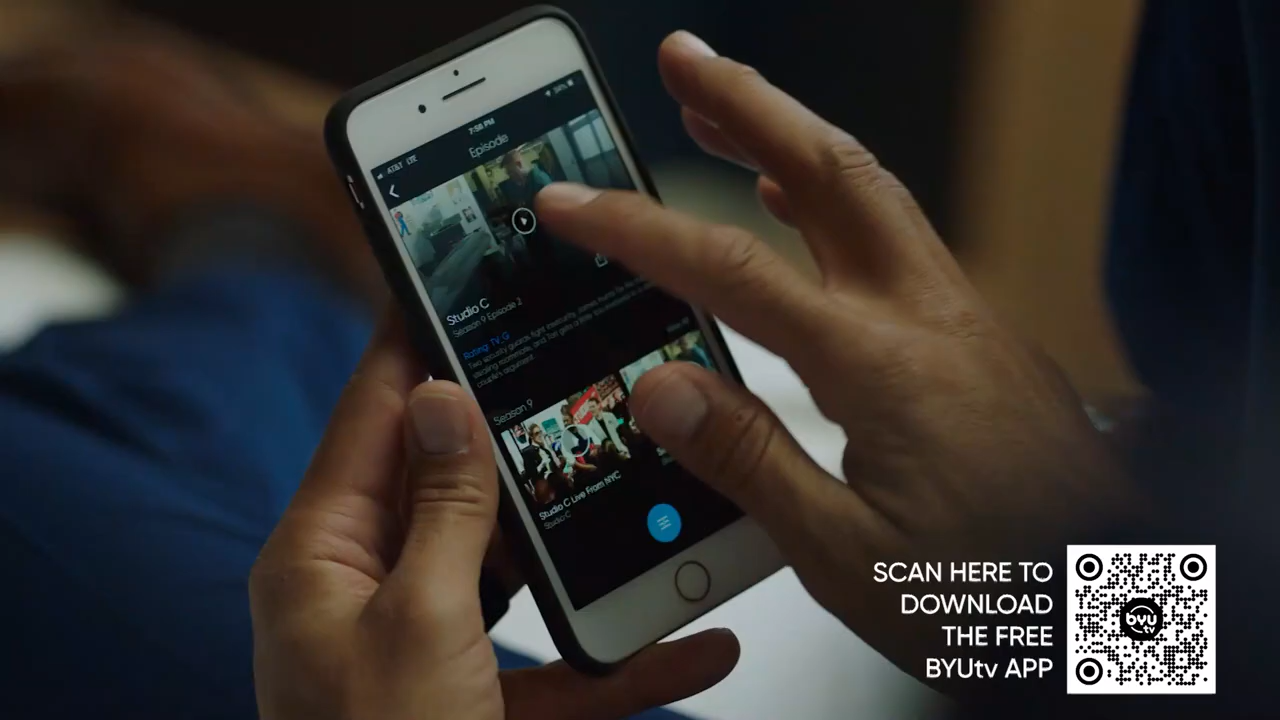 AT&T LTE
7:58 PM
Episode
Studio C
Season 9 Episode 2
Rating: TV-G
Season 9
Studio C Live From NYC
Studio C
SCAN HERE TO
DOWNLOAD
THE FREE
BYUtv APP
byu
tv